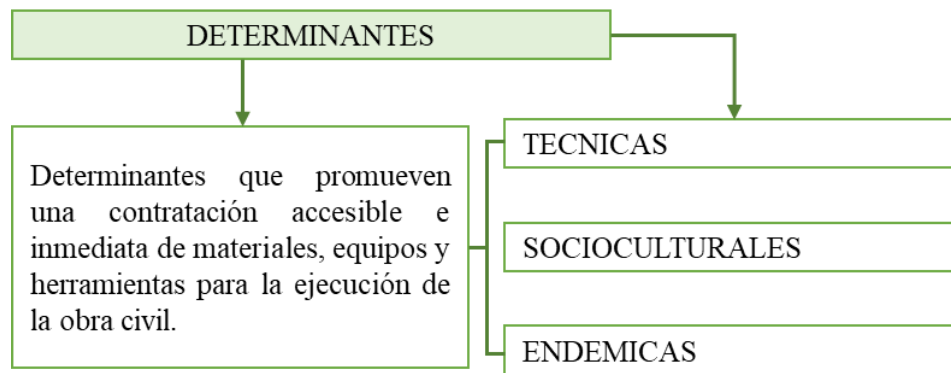 DETERMINANTES
Determinantes que promueven
una contratación accesible e
inmediata de materiales, equipos y
herramientas para la ejecución de
la obra civil.
TECNICAS
SOCIOCULTURALES
ENDEMICAS